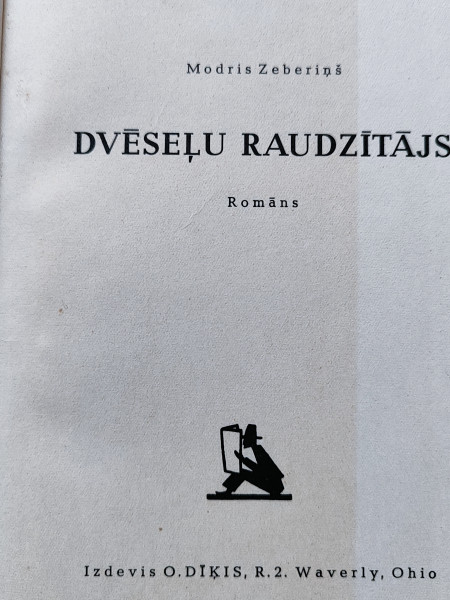 Modris Zeberiņš
DVĒSEĻU RAUDZĪTĀJS
Romāns
Izdevis O. DĪĶIS, R. 2. Waverly, Ohio